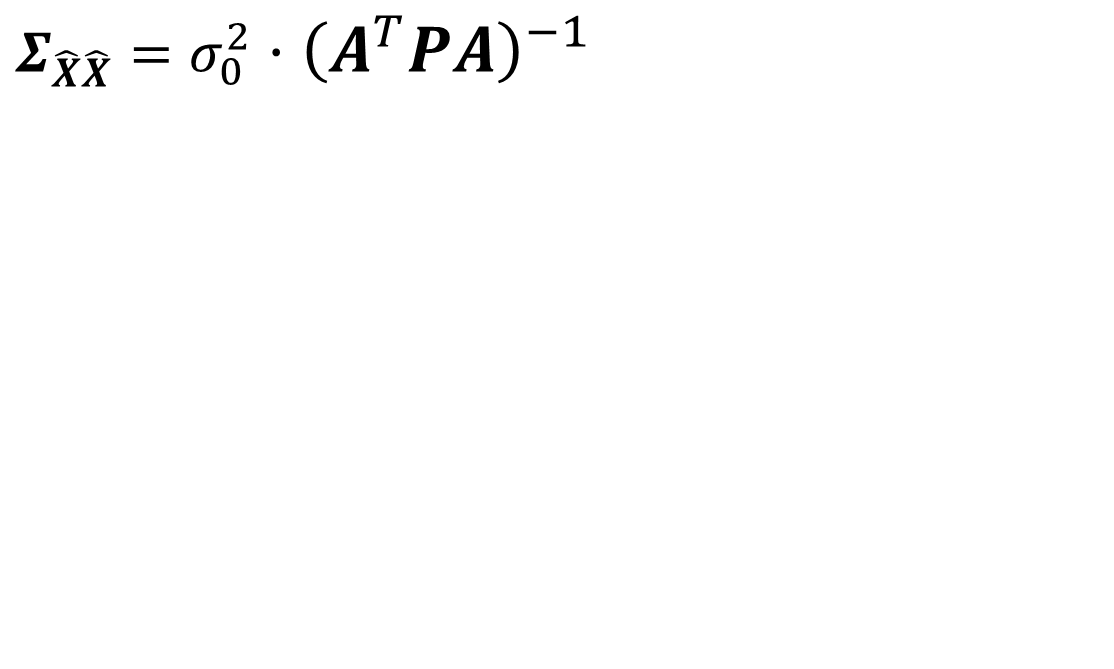 𝜮_{X̂X̂} = σ₀² · (AᵀPA)⁻¹